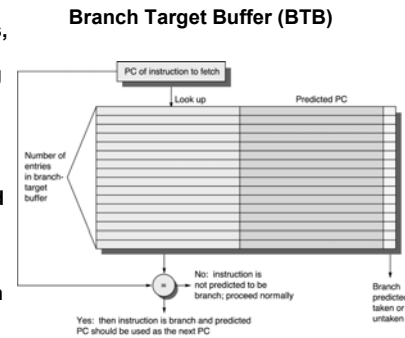 Branch Target Buffer (BTB)
s,
PC of instruction to fetch
Look up
Predicted PC
Number of
entries
in branch-
target
buffer
=
No: instruction is
not predicted to be
branch; proceed normally
Branch
predicted
taken or
untaken
Yes: then instruction is branch and predicted
PC should be used as the next PC